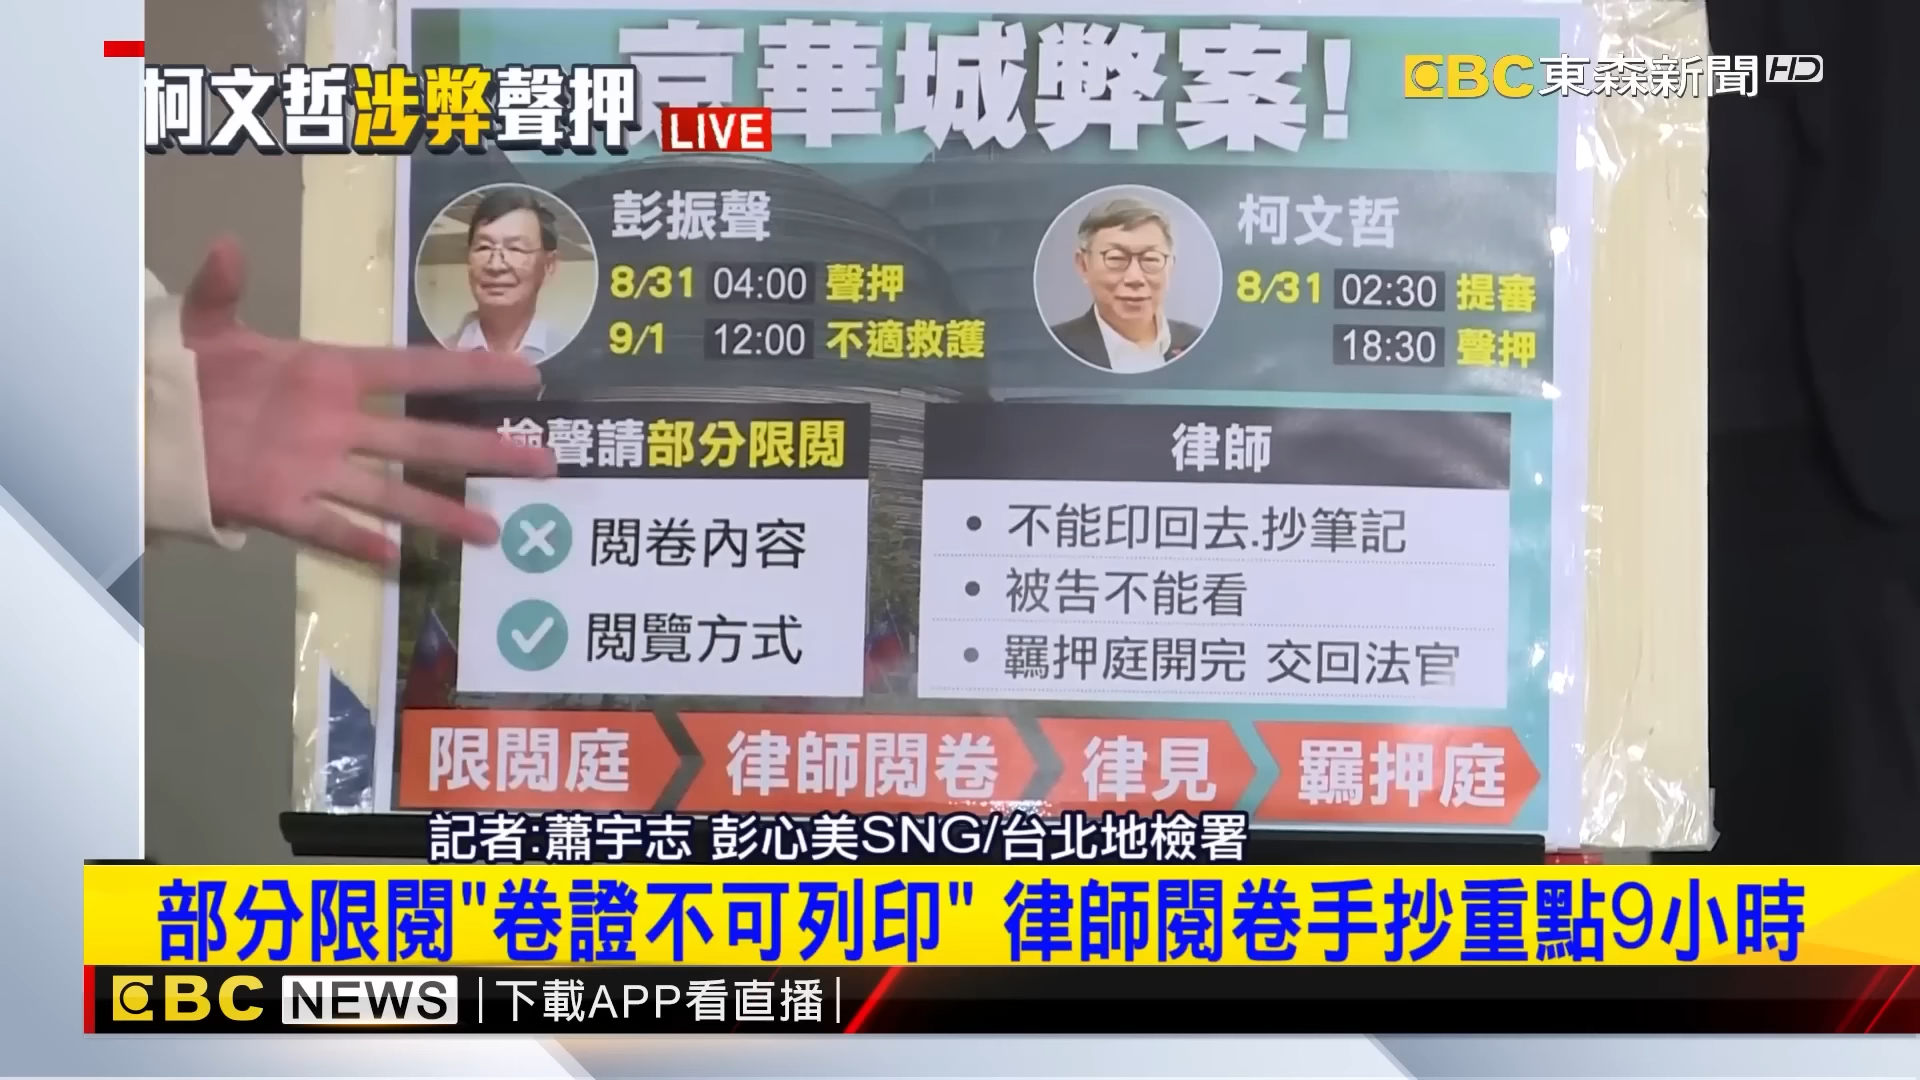 京華城弊案!
柯文哲涉弊聲押
LIVE
EBC東森新聞HD
彭振聲
8/31 04:00 聲押
9/1 12:00 不適救護
柯文哲
8/31 02:30 提審
18:30 聲押
檢聲請部分限閱
閱卷內容
閱覽方式
律師
• 不能印回去.抄筆記
• 被告不能看
• 羈押庭開完 交回法官
限閱庭
律師閱卷
律見
羈押庭
記者:蕭宇志 彭心美SNG/台北地檢署
部分限閱"卷證不可列印" 律師閱卷手抄重點9小時
EBC NEWS |下載APP看直播|